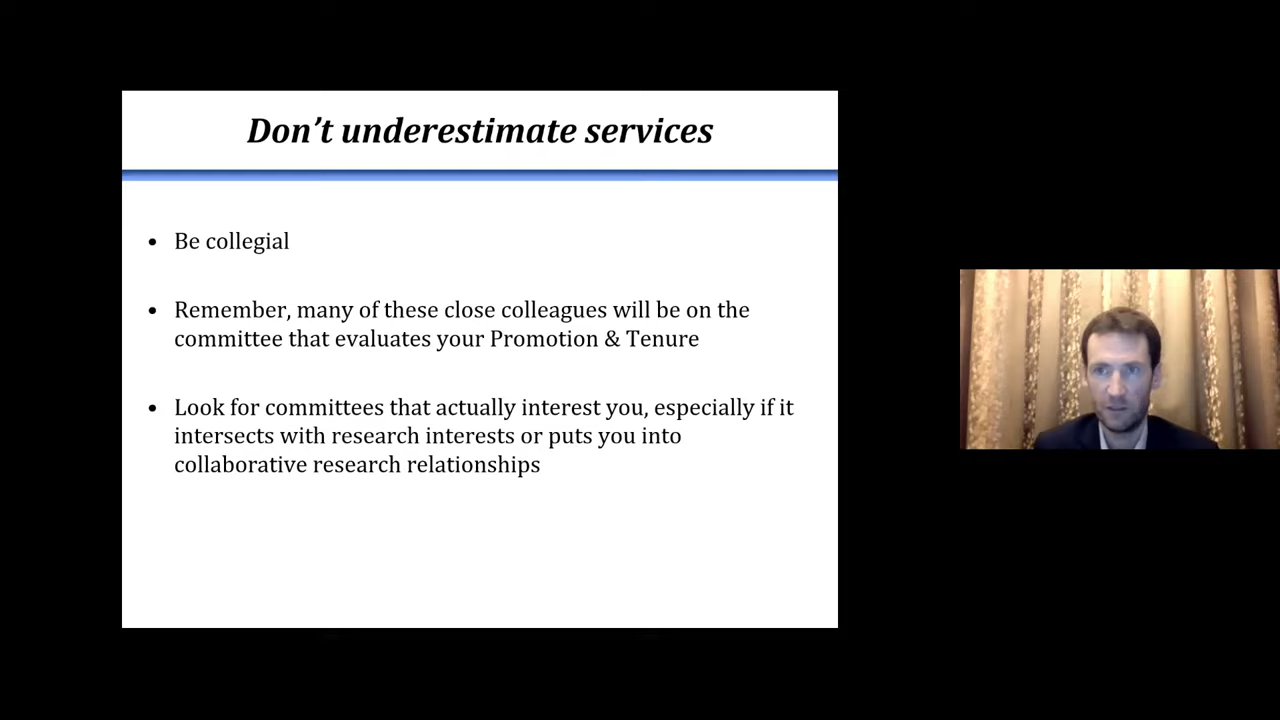 Don’t underestimate services
• Be collegial
• Remember, many of these close colleagues will be on the
committee that evaluates your Promotion & Tenure
• Look for committees that actually interest you, especially if it
intersects with research interests or puts you into
collaborative research relationships